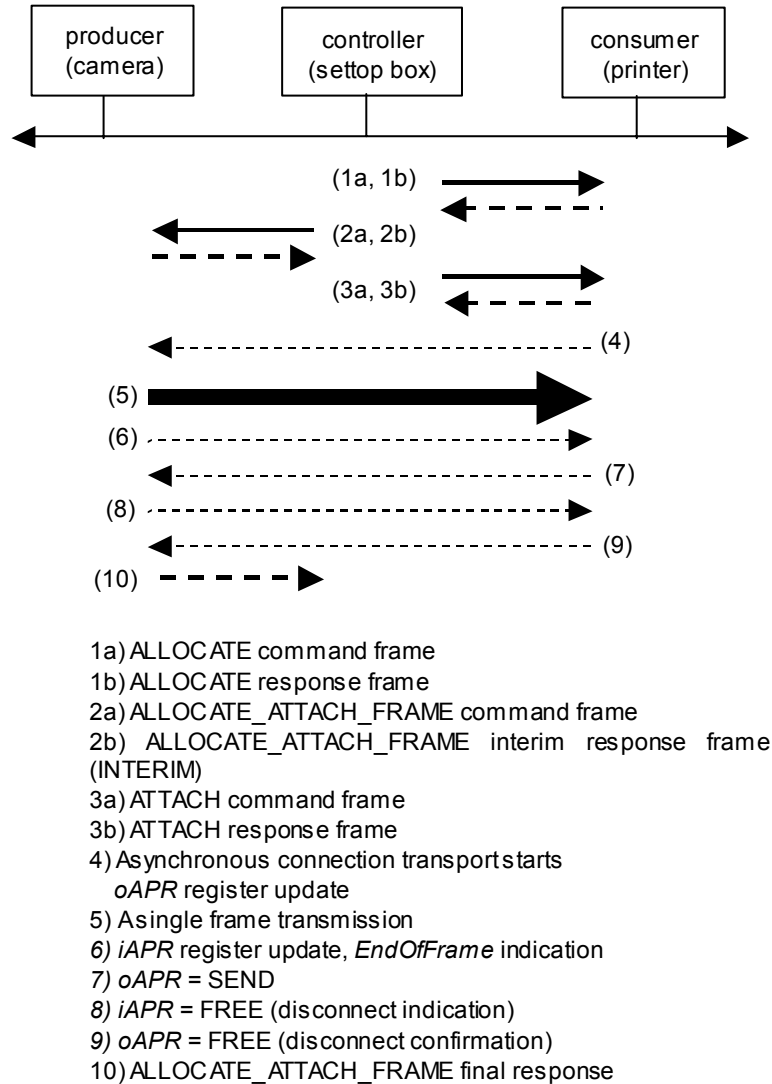 producer
(camera)
controller
(settop box)
consumer
(printer)
(1a, 1b)
(2a, 2b)
(3a, 3b)
(4)
(5)
(6)
(7)
(8)
(9)
(10)
1a) ALLOCATE command frame
1b) ALLOCATE response frame
2a) ALLOCATE_ATTACH_FRAME command frame
2b) ALLOCATE_ATTACH_FRAME interim response frame
(INTERIM)
3a) ATTACH command frame
3b) ATTACH response frame
4) Asynchronous connection transport starts
oAPR register update
5) A single frame transmission
6) iAPR register update, EndOfFrame indication
7) oAPR = SEND
8) iAPR = FREE (disconnect indication)
9) oAPR = FREE (disconnect confirmation)
10) ALLOCATE_ATTACH_FRAME final response